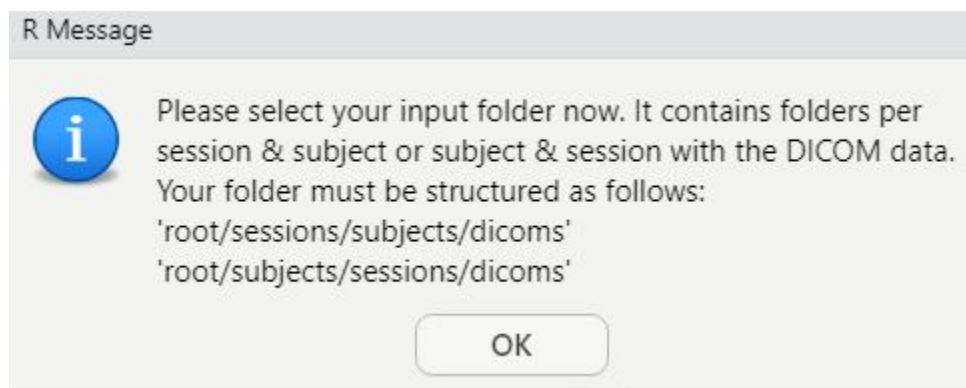 R Message
Please select your input folder now. It contains folders per
session & subject or subject & session with the DICOM data.
Your folder must be structured as follows:
'root/sessions/subjects/dicoms'
'root/subjects/sessions/dicoms'
OK